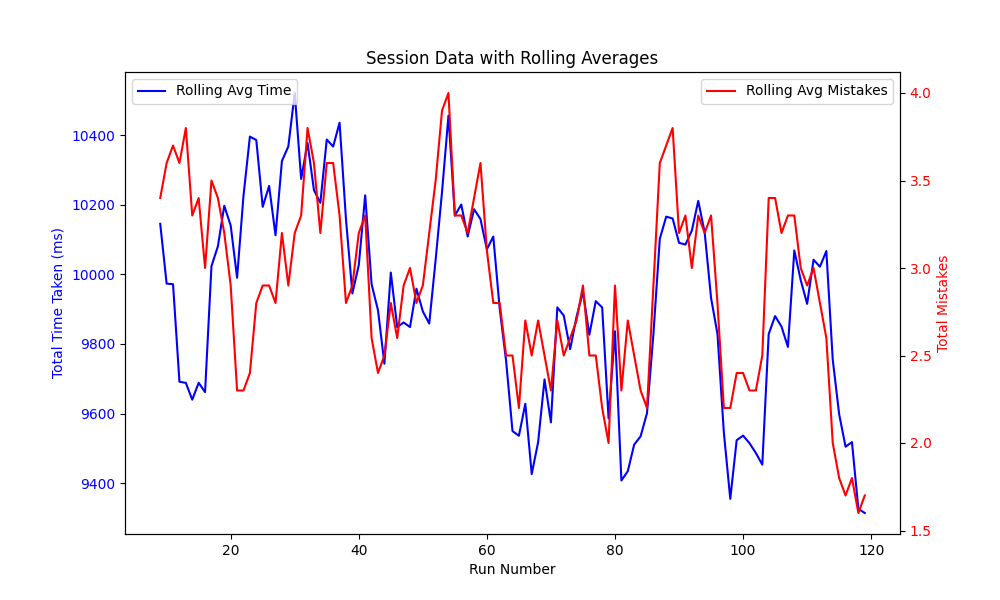 Session Data with Rolling Averages
Rolling Avg Time
Rolling Avg Mistakes
Total Time Taken (ms)
10400
10200
10000
9800
9600
9400
4.0
3.5
3.0
2.5
2.0
1.5
Total Mistakes
20 40 60 80 100 120
Run Number